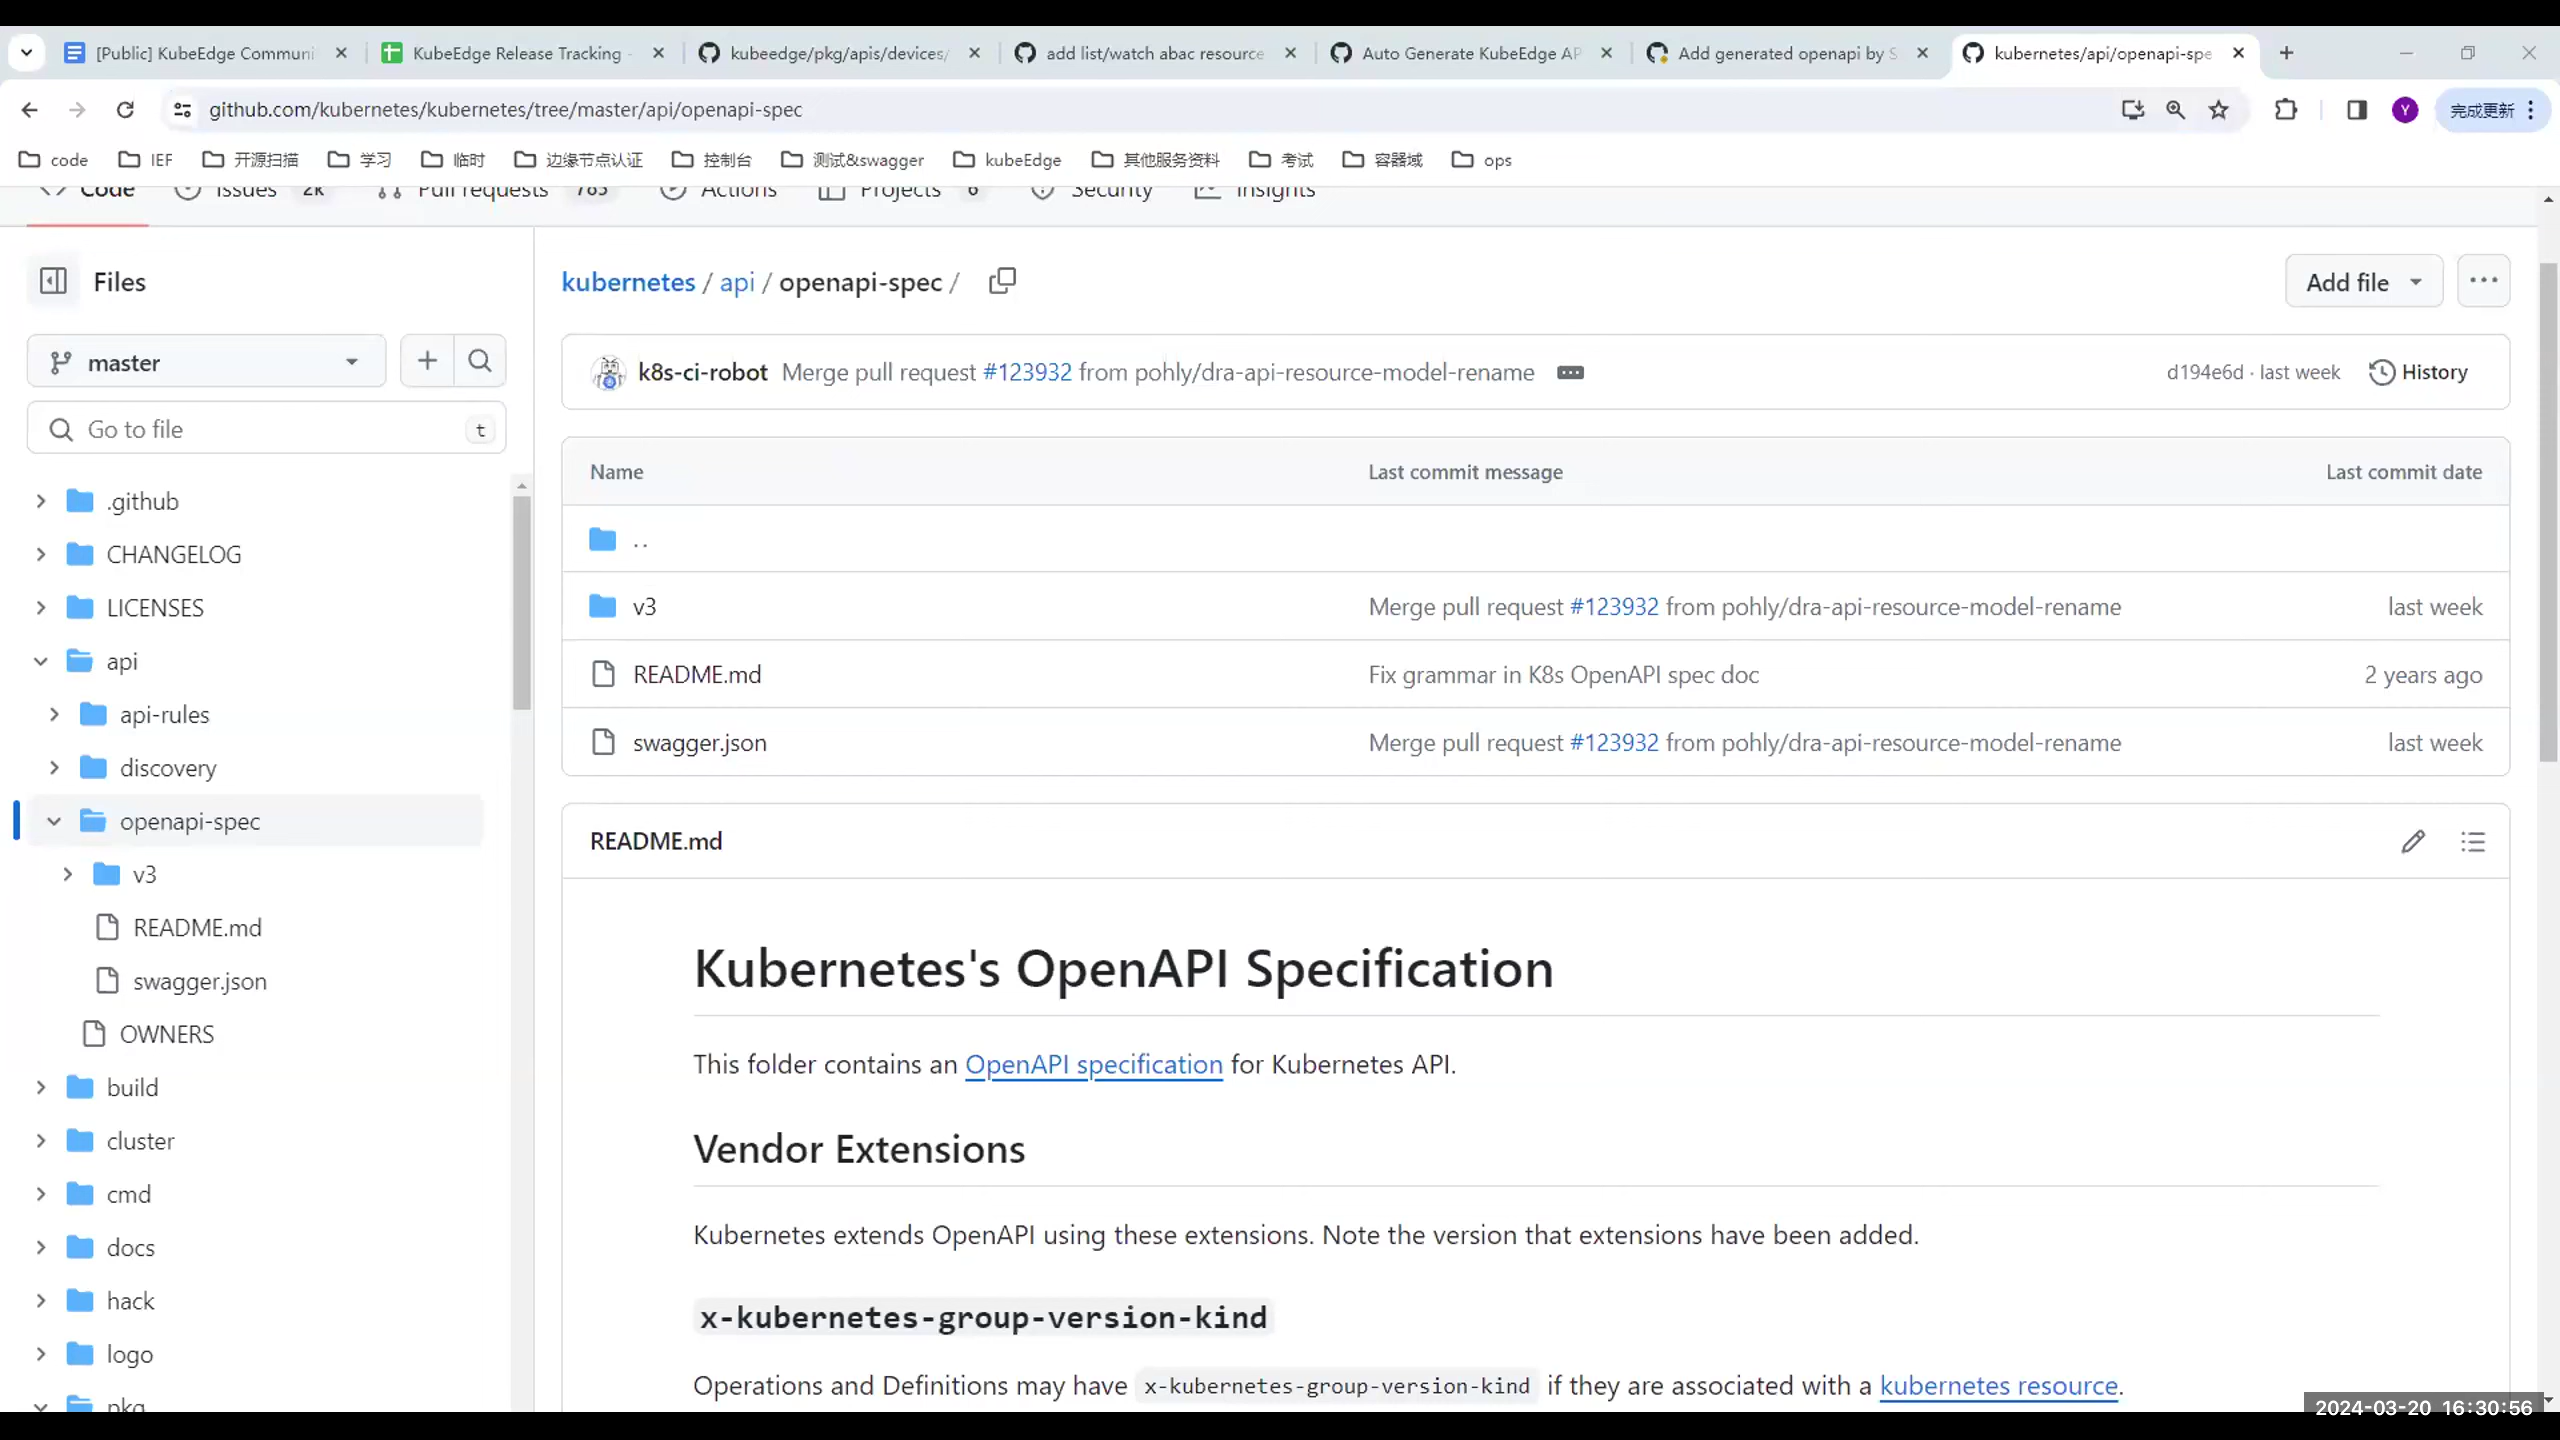 [Public] KubeEdge Communi
KubeEdge Release Tracking -
kubeedge/pkg/apis/devices/
add list/watch abac resource
Auto Generate KubeEdge AP
Add generated openapi by S
kubernetes/api/openapi-spe
github.com/kubernetes/kubernetes/tree/master/api/openapi-spec
Y
完成更新
code
IEF
开源扫描
学习
临时
边缘节点认证
控制台
测试&swagger
kubeEdge
其他服务资料
考试
容器域
ops
Code
Issues 2k
Pull requests 785
Actions
Projects 6
Security
Insights
Files
kubernetes / api / openapi-spec /
Add file
master
k8s-ci-robot Merge pull request #123932 from pohly/dra-api-resource-model-rename
d194e6d · last week
History
Go to file
t
Name
Last commit message
Last commit date
..
v3
Merge pull request #123932 from pohly/dra-api-resource-model-rename
last week
README.md
Fix grammar in K8s OpenAPI spec doc
2 years ago
swagger.json
Merge pull request #123932 from pohly/dra-api-resource-model-rename
last week
.github
CHANGELOG
LICENSES
api
api-rules
discovery
openapi-spec
v3
README.md
swagger.json
OWNERS
build
cluster
cmd
docs
hack
logo
pkg
README.md
Kubernetes's OpenAPI Specification
This folder contains an OpenAPI specification for Kubernetes API.
Vendor Extensions
Kubernetes extends OpenAPI using these extensions. Note the version that extensions have been added.
x-kubernetes-group-version-kind
Operations and Definitions may have x-kubernetes-group-version-kind if they are associated with a kubernetes resource.
2024-03-20 16:30:56